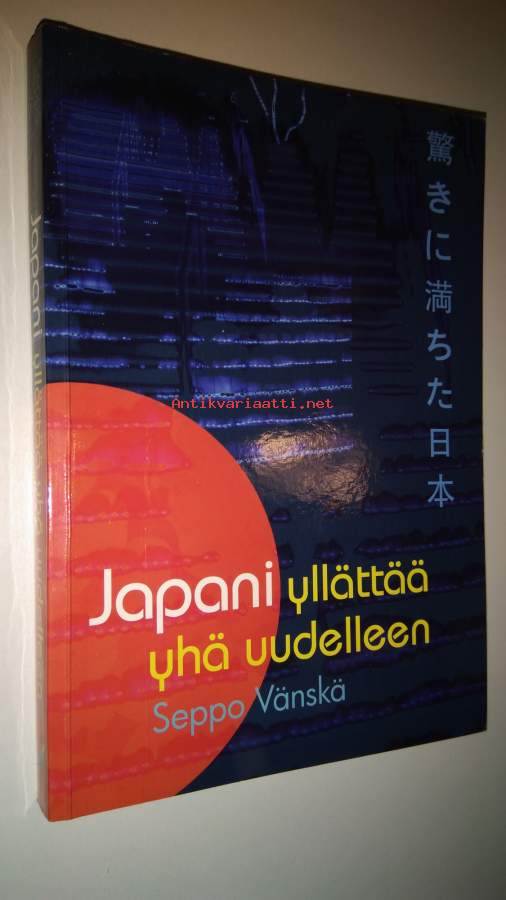 驚きに満ちた日本
Antikvariaatti.net
Japani yllättää
yhä uudelleen
Seppo Vänskä
Japani yllättää yhä uudelleen